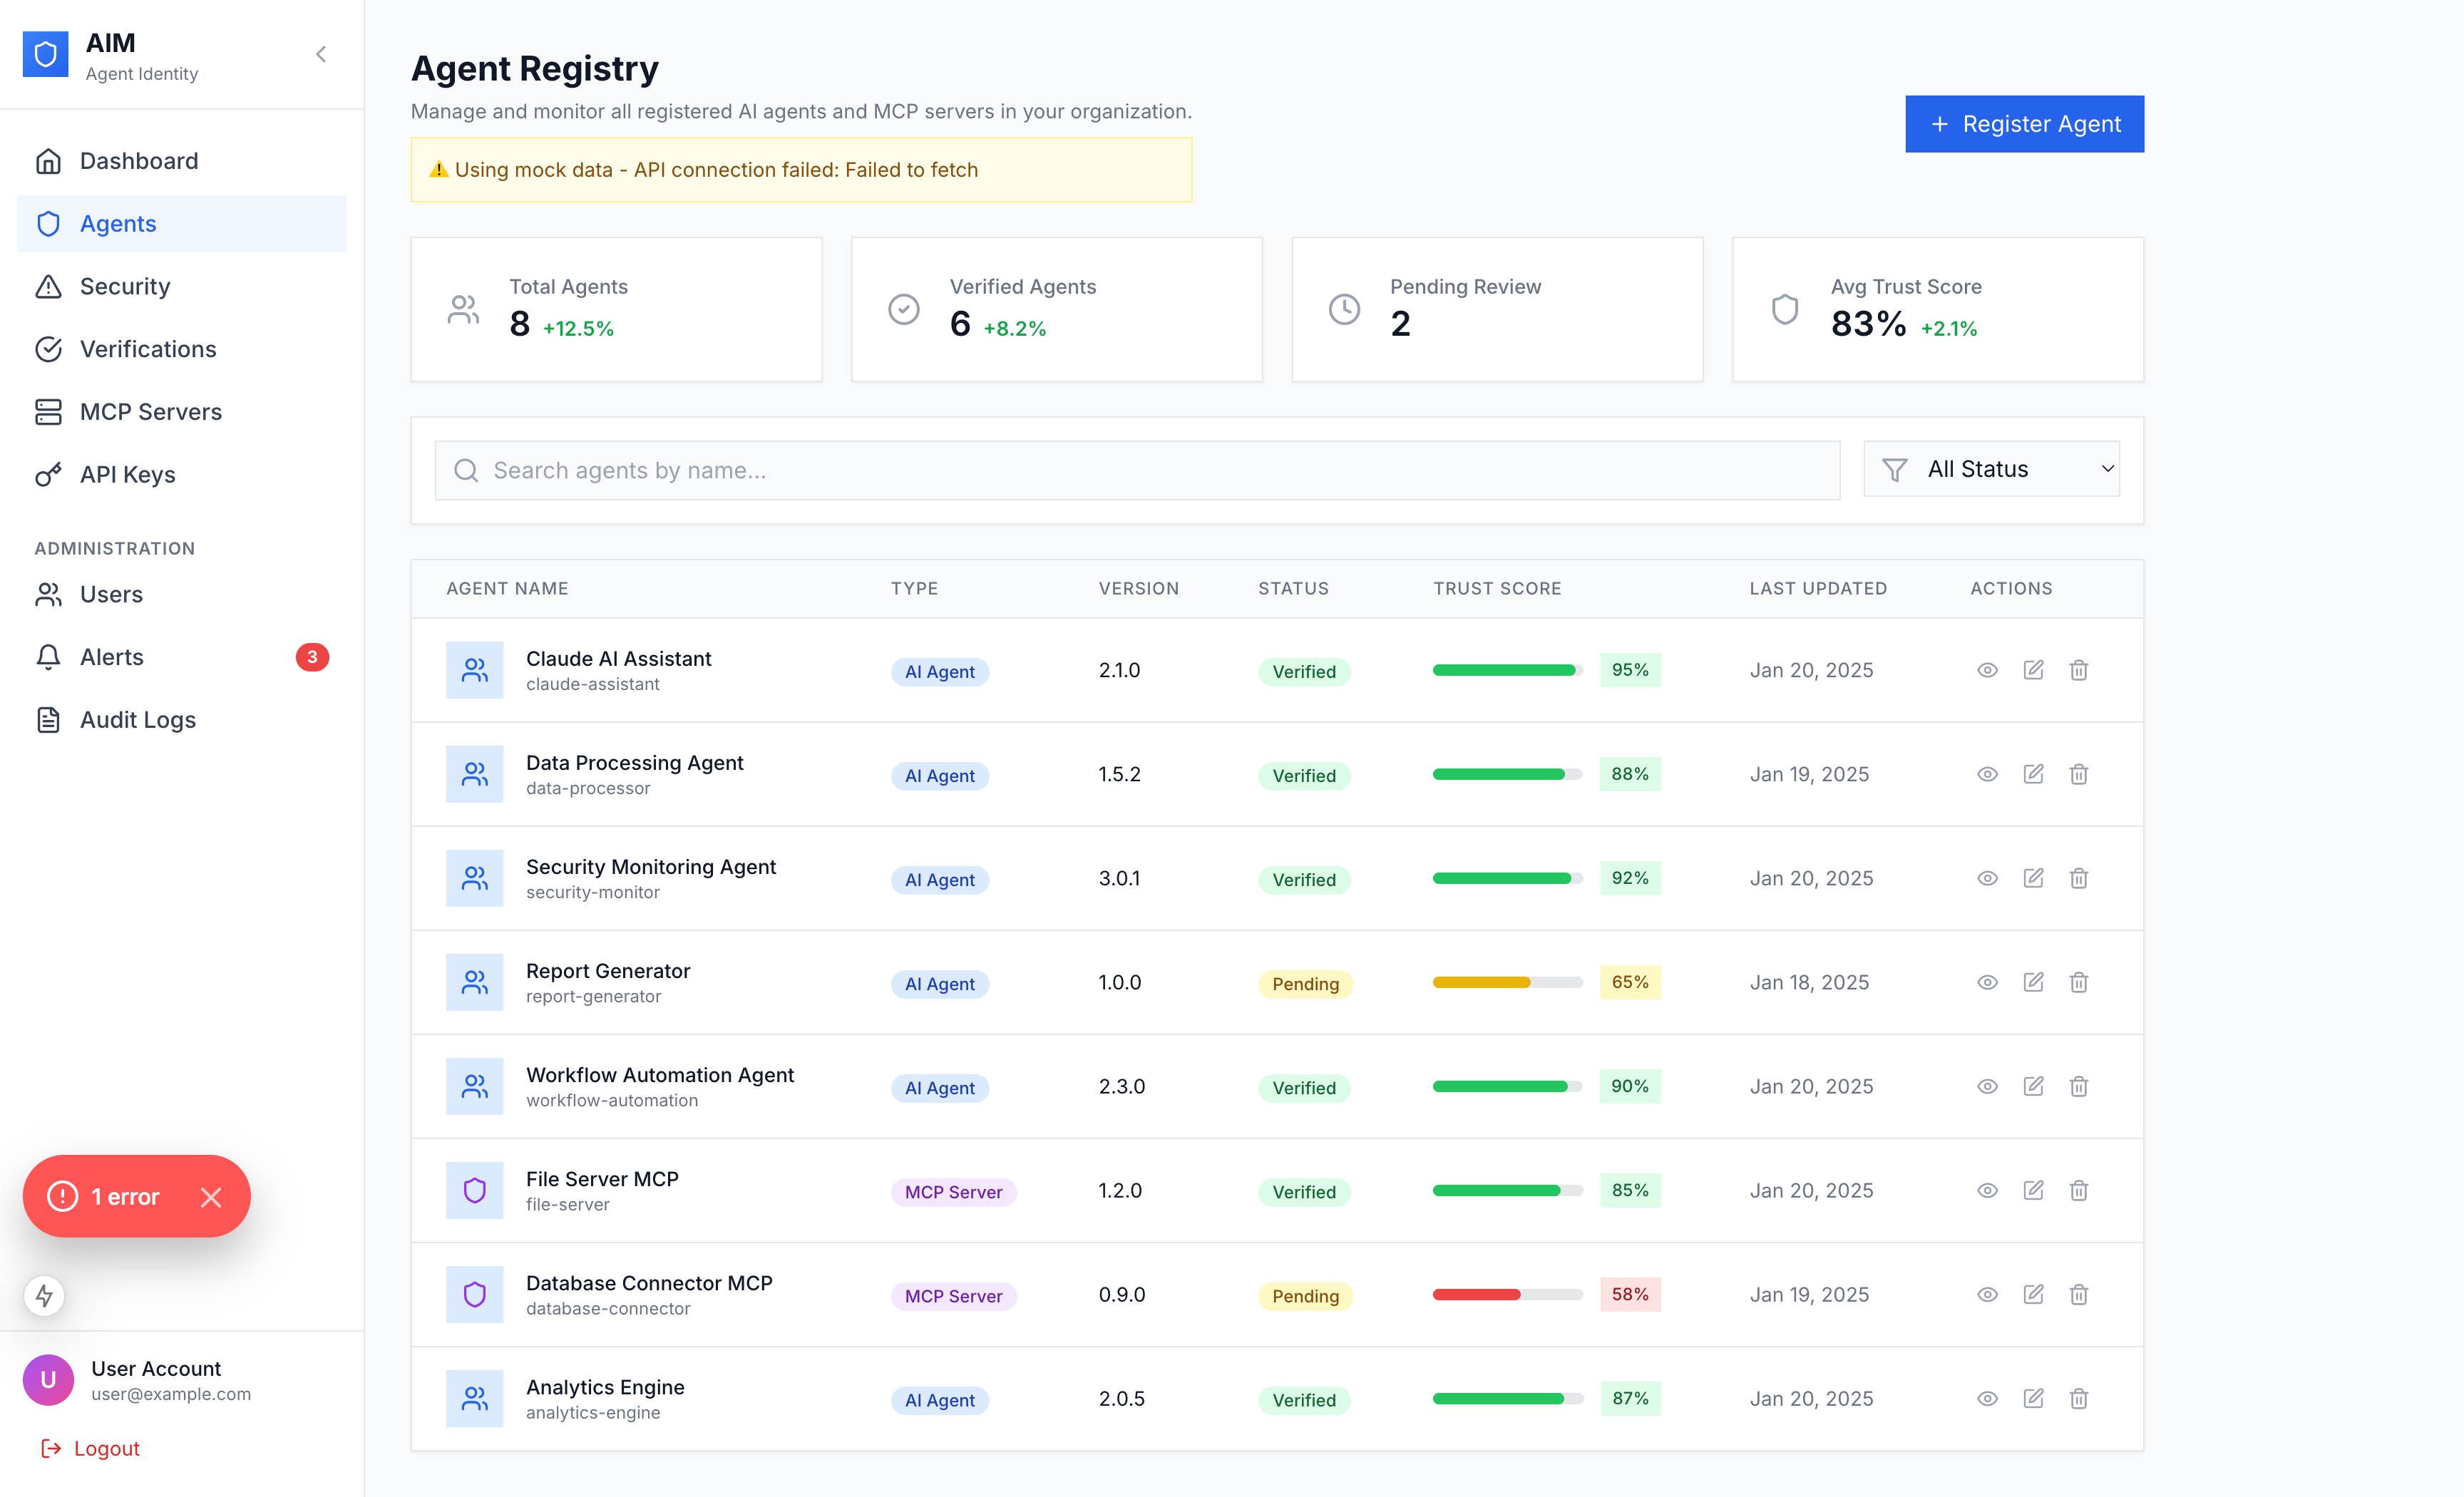 AIM
Agent Identity
Dashboard
Agents
Security
Verifications
MCP Servers
API Keys
ADMINISTRATION
Users
Alerts 3
Audit Logs
1 error
U
User Account
user@example.com
Logout
Agent Registry
Manage and monitor all registered AI agents and MCP servers in your organization.
⚠️ Using mock data - API connection failed: Failed to fetch
+ Register Agent
Total Agents
8 +12.5%
Verified Agents
6 +8.2%
Pending Review
2
Avg Trust Score
83% +2.1%
Search agents by name...
All Status
AGENT NAME TYPE VERSION STATUS TRUST SCORE LAST UPDATED ACTIONS
Claude AI Assistant
claude-assistant
AI Agent 2.1.0 Verified 95% Jan 20, 2025
Data Processing Agent
data-processor
AI Agent 1.5.2 Verified 88% Jan 19, 2025
Security Monitoring Agent
security-monitor
AI Agent 3.0.1 Verified 92% Jan 20, 2025
Report Generator
report-generator
AI Agent 1.0.0 Pending 65% Jan 18, 2025
Workflow Automation Agent
workflow-automation
AI Agent 2.3.0 Verified 90% Jan 20, 2025
File Server MCP
file-server
MCP Server 1.2.0 Verified 85% Jan 20, 2025
Database Connector MCP
database-connector
MCP Server 0.9.0 Pending 58% Jan 19, 2025
Analytics Engine
analytics-engine
AI Agent 2.0.5 Verified 87% Jan 20, 2025